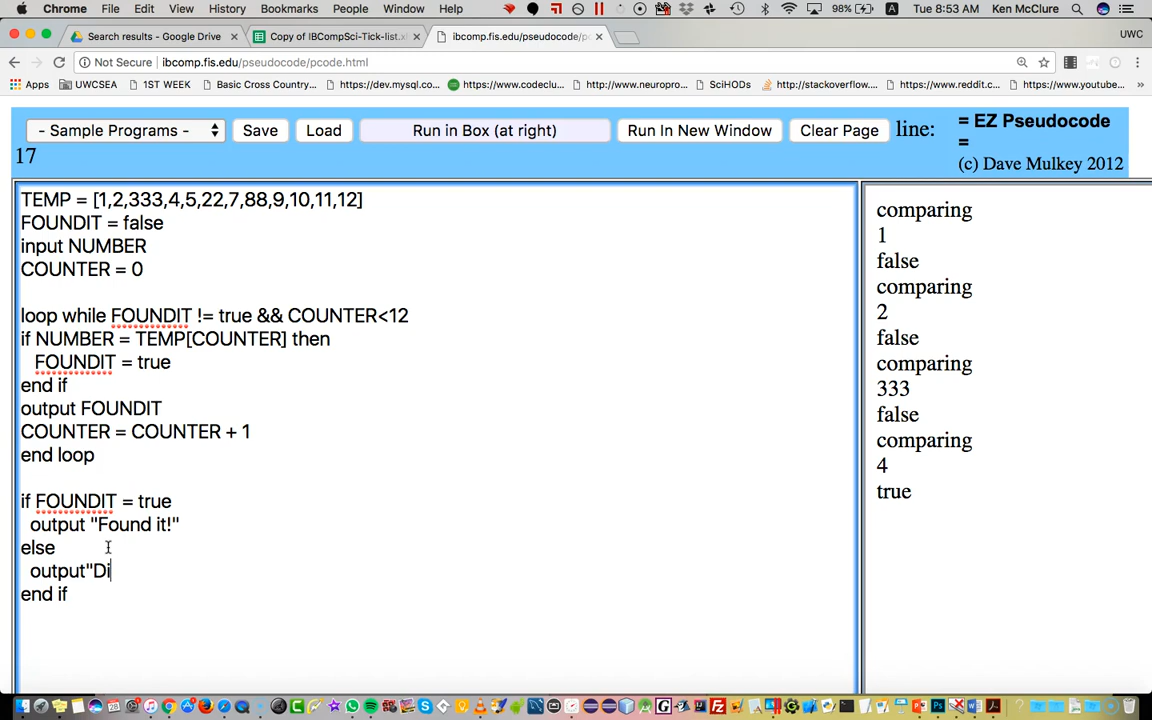 Chrome File Edit View History Bookmarks People Window Help 98% Tue 8:53 AM Ken McClure
Search results - Google Drive × Copy of IBCompSci-Tick-list.x × ibcomp.fis.edu/pseudocode/p × UWC
Not Secure ibcomp.fis.edu/pseudocode/pcode.html
Apps UWCSEA 1ST WEEK Basic Cross Country... https://dev.mysql.co... https://www.codeclu... http://www.neuropro... SciHODs http://stackoverflow.... https://www.reddit.c... https://www.youtube...
- Sample Programs - Save Load Run in Box (at right) Run In New Window Clear Page line: = EZ Pseudocode
=
17 (c) Dave Mulkey 2012
TEMP = [1,2,333,4,5,22,7,88,9,10,11,12]
FOUNDIT = false
input NUMBER
COUNTER = 0
loop while FOUNDIT != true && COUNTER<12
if NUMBER = TEMP[COUNTER] then
FOUNDIT = true
end if
output FOUNDIT
COUNTER = COUNTER + 1
end loop
if FOUNDIT = true
output "Found it!"
else
output"Di
end if
comparing
1
false
comparing
2
false
comparing
333
false
comparing
4
true